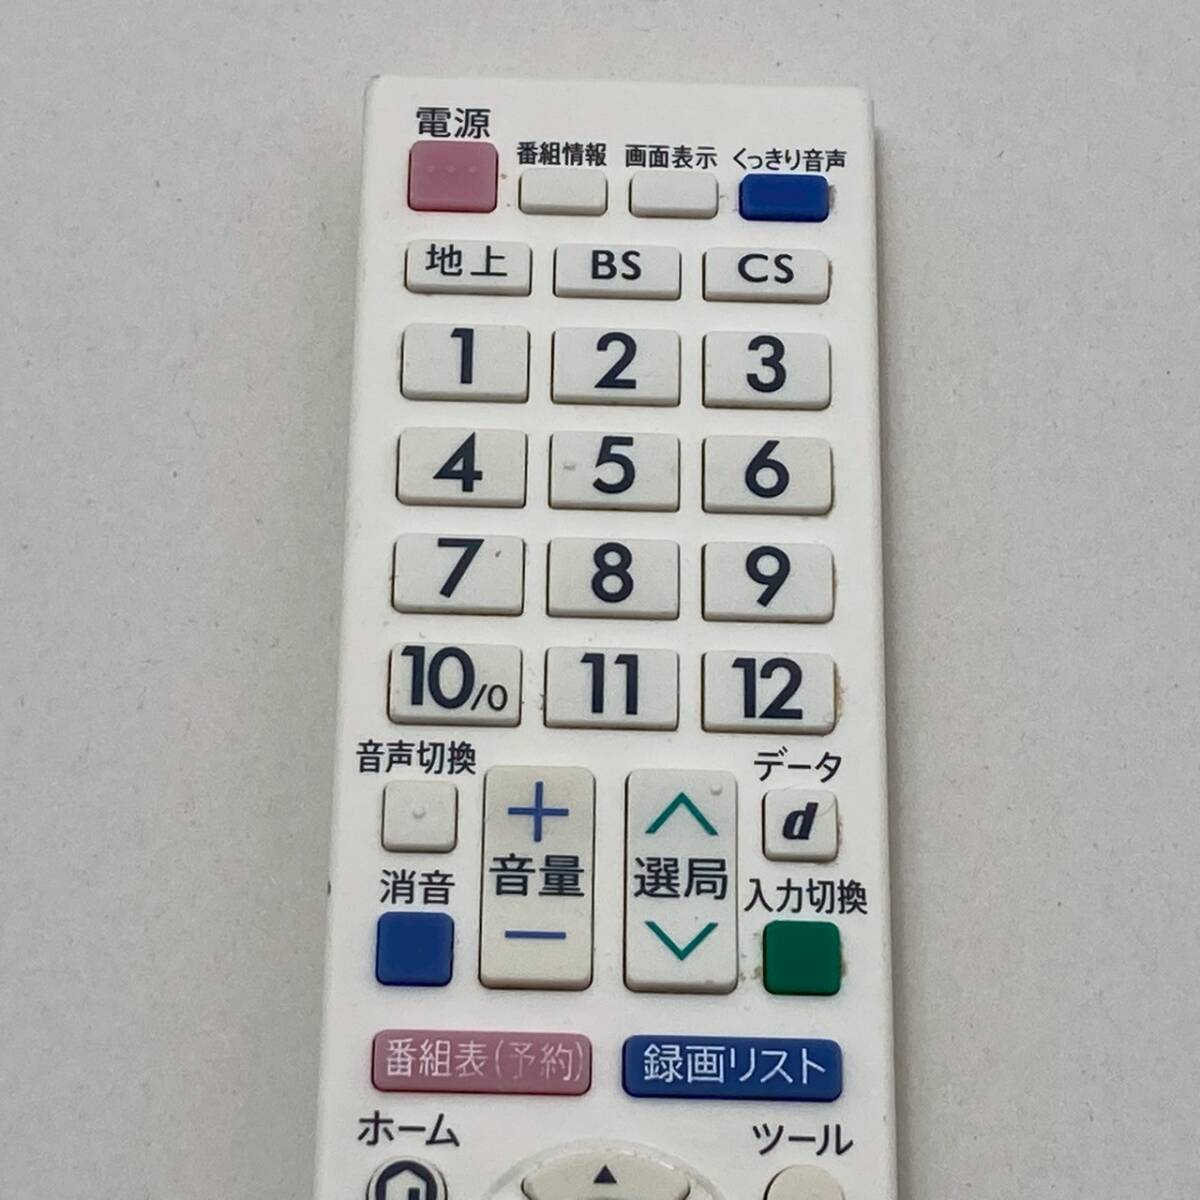 電源
番組情報 画面表示 くっきり音声
地上 BS CS
1 2 3
4 5 6
7 8 9
10/0 11 12
音声切換 データ
d
音量 選局
消音 入力切換
番組表(予約) 録画リスト
ホーム ツール